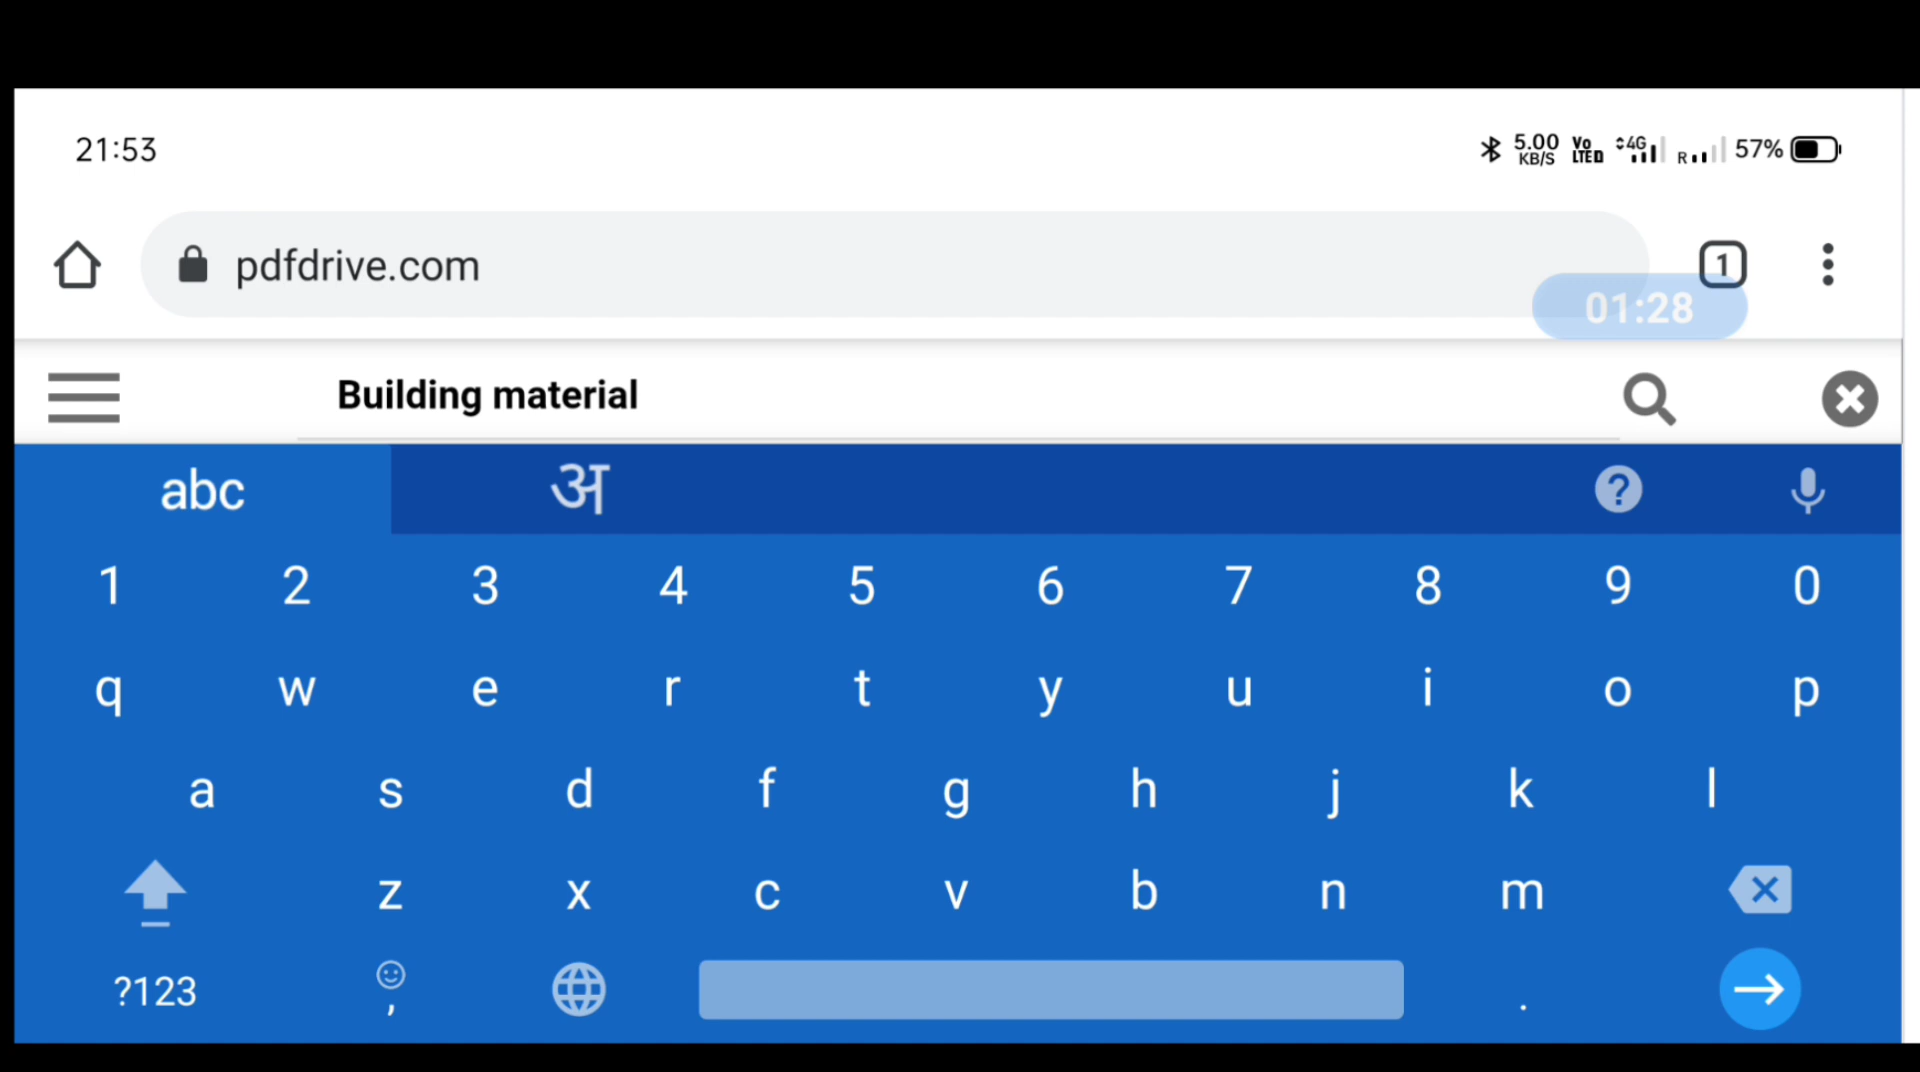 21:53 5.00 KB/S Vo LTE 4G R 57%
pdfdrive.com 1
01:28
Building material
abc अ ?
1 2 3 4 5 6 7 8 9 0
q w e r t y u i o p
a s d f g h j k l
z x c v b n m
?123 , .